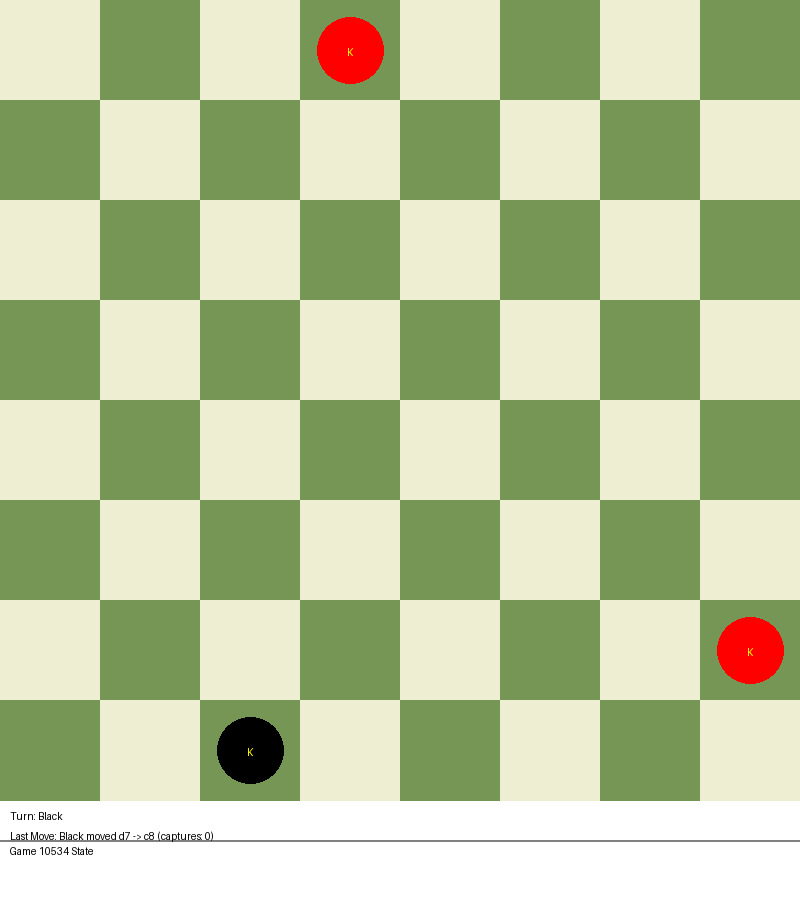 K
K
K
Turn: Black
Last Move: Black moved d7 -> c8 (captures: 0)
Game 10534 State